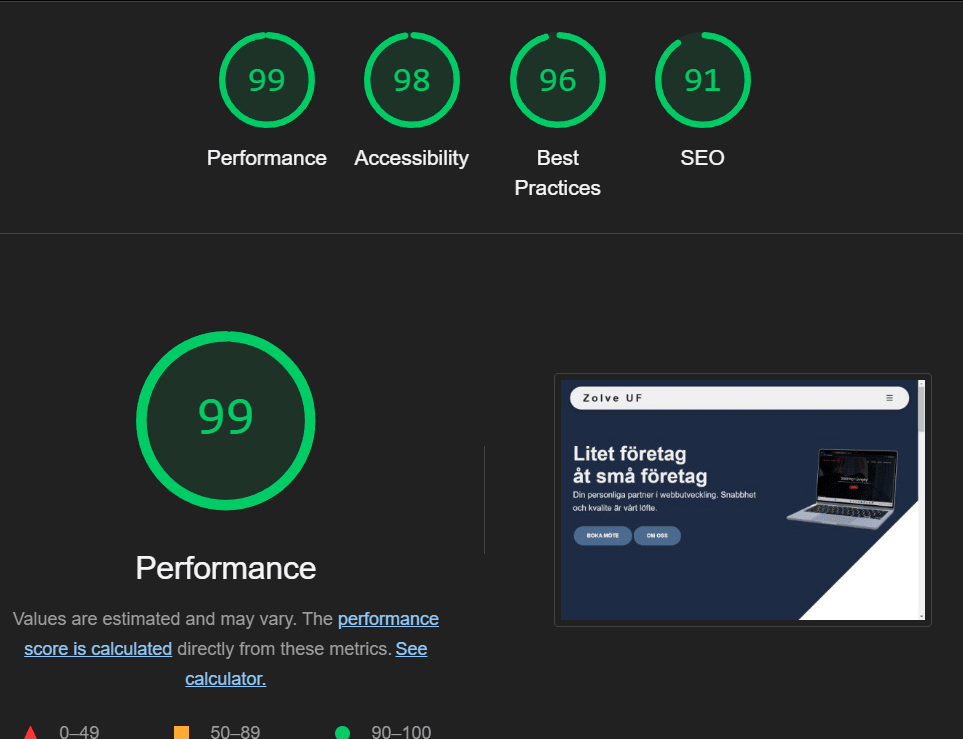 99
98
96
91
Performance
Accessibility
Best
Practices
SEO
99
Performance
Values are estimated and may vary. The performance
score is calculated directly from these metrics. See
calculator.
0–49
50–89
90–100
Zolve UF
Litet företag
åt små företag
Din personliga partner i webbutveckling. Snabbhet
och kvalite är vårt löfte.
BOKA MÖTE
OM OSS